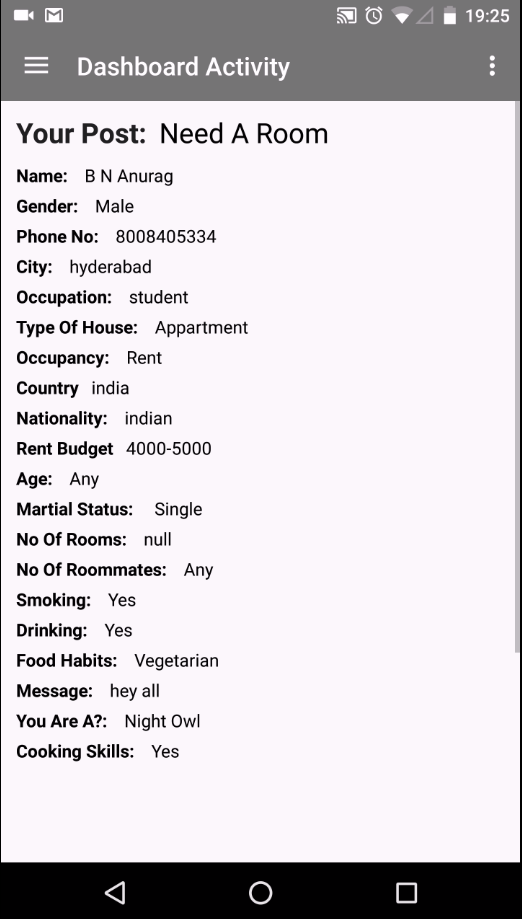 19:25
Dashboard Activity
Your Post: Need A Room
Name: B N Anurag
Gender: Male
Phone No: 8008405334
City: hyderabad
Occupation: student
Type Of House: Appartment
Occupancy: Rent
Country india
Nationality: indian
Rent Budget 4000-5000
Age: Any
Martial Status: Single
No Of Rooms: null
No Of Roommates: Any
Smoking: Yes
Drinking: Yes
Food Habits: Vegetarian
Message: hey all
You Are A?: Night Owl
Cooking Skills: Yes